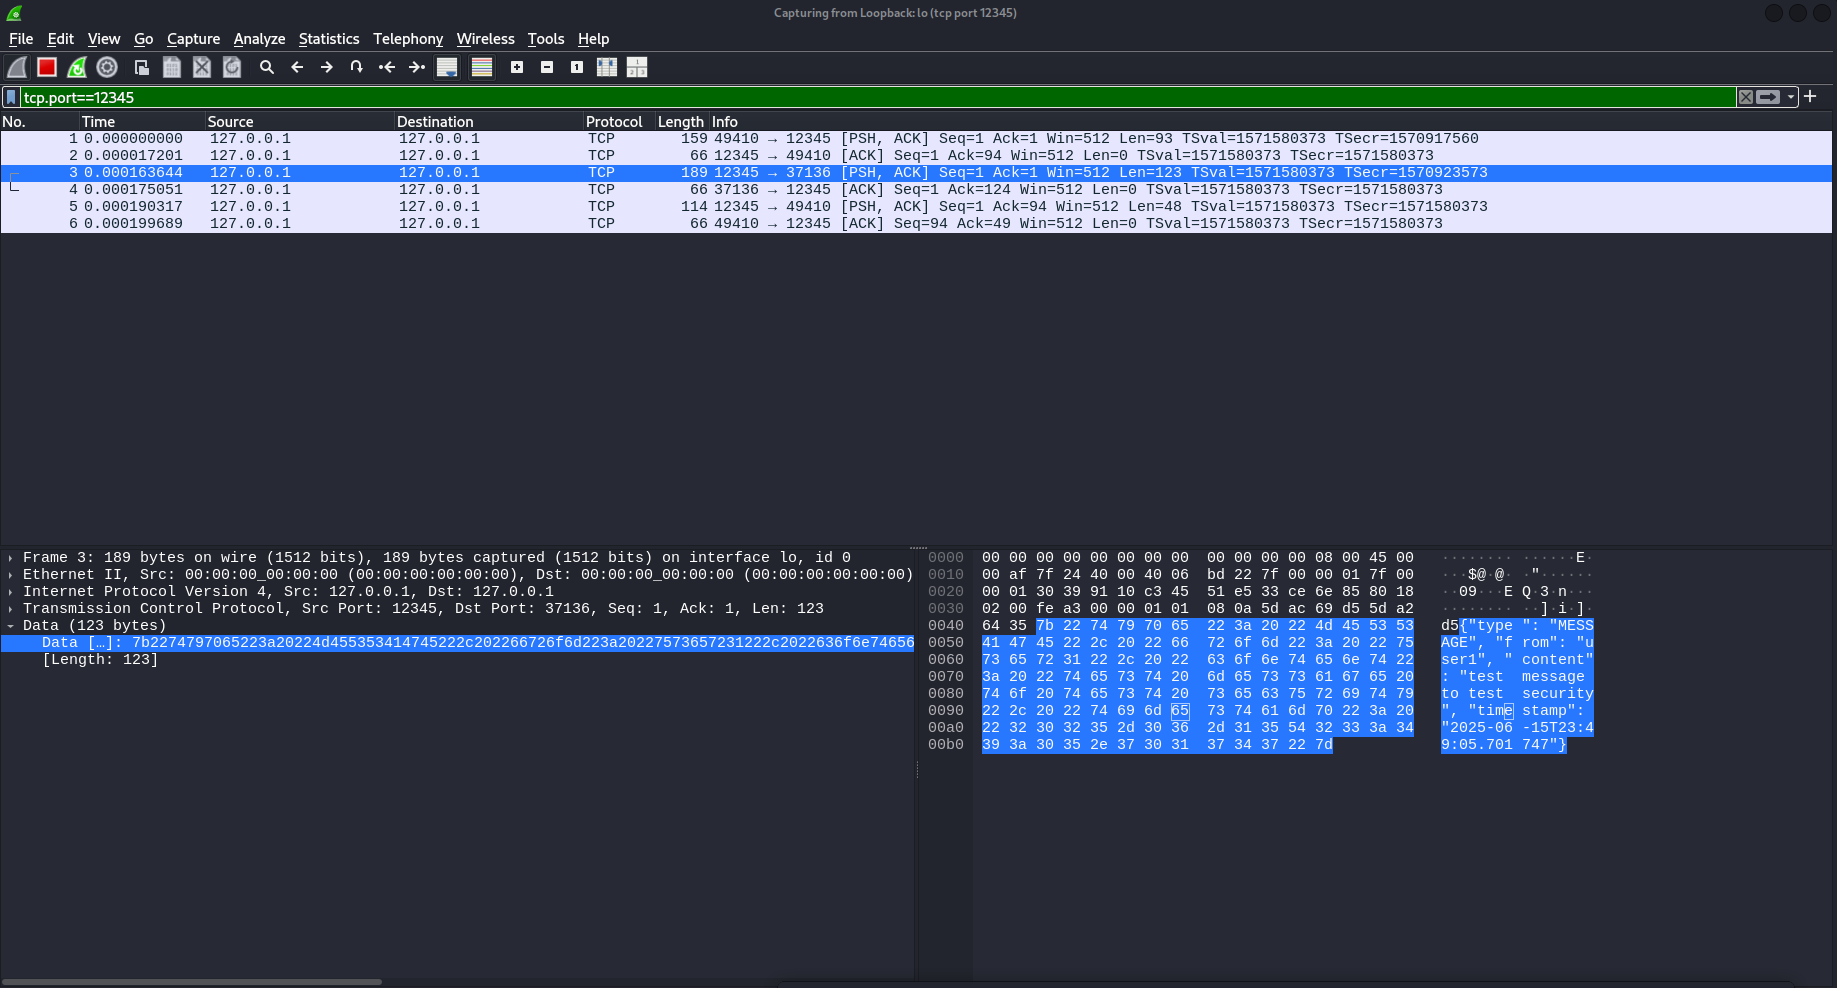 Capturing from Loopback: lo (tcp port 12345)
File Edit View Go Capture Analyze Statistics Telephony Wireless Tools Help
tcp.port==12345
No. Time Source Destination Protocol Length Info
1 0.000000000 127.0.0.1 127.0.0.1 TCP 159 49410 → 12345 [PSH, ACK] Seq=1 Ack=1 Win=512 Len=93 TSval=1571580373 TSecr=1570917560
2 0.000017201 127.0.0.1 127.0.0.1 TCP 66 12345 → 49410 [ACK] Seq=1 Ack=94 Win=512 Len=0 TSval=1571580373 TSecr=1571580373
3 0.000163644 127.0.0.1 127.0.0.1 TCP 189 12345 → 37136 [PSH, ACK] Seq=1 Ack=1 Win=512 Len=123 TSval=1571580373 TSecr=1570923573
4 0.000175051 127.0.0.1 127.0.0.1 TCP 66 37136 → 12345 [ACK] Seq=1 Ack=124 Win=512 Len=0 TSval=1571580373 TSecr=1571580373
5 0.000190317 127.0.0.1 127.0.0.1 TCP 114 12345 → 49410 [PSH, ACK] Seq=1 Ack=94 Win=512 Len=48 TSval=1571580373 TSecr=1571580373
6 0.000199689 127.0.0.1 127.0.0.1 TCP 66 49410 → 12345 [ACK] Seq=94 Ack=49 Win=512 Len=0 TSval=1571580373 TSecr=1571580373
Frame 3: 189 bytes on wire (1512 bits), 189 bytes captured (1512 bits) on interface lo, id 0
Ethernet II, Src: 00:00:00_00:00:00 (00:00:00:00:00:00), Dst: 00:00:00_00:00:00 (00:00:00:00:00:00)
Internet Protocol Version 4, Src: 127.0.0.1, Dst: 127.0.0.1
Transmission Control Protocol, Src Port: 12345, Dst Port: 37136, Seq: 1, Ack: 1, Len: 123
Data (123 bytes)
Data […]: 7b2274797065223a20224d455353414745222c202266726f6d223a20227573657231222c2022636f6e74656
[Length: 123]
0000 00 00 00 00 00 00 00 00 00 00 00 00 08 00 45 00 ········ ······E·
0010 00 af 7f 24 40 00 40 06 bd 22 7f 00 00 01 7f 00 ···$@·@· ·"······
0020 00 01 30 39 91 10 c3 45 51 e5 33 ce 6e 85 80 18 ··09···E Q·3·n···
0030 02 00 fe a3 00 00 01 01 08 0a 5d ac 69 d5 5d a2 ········ ··]·i·]·
0040 64 35 7b 22 74 79 70 65 22 3a 20 22 4d 45 53 53 d5{"type ": "MESS
0050 41 47 45 22 2c 20 22 66 72 6f 6d 22 3a 20 22 75 AGE", "f rom": "u
0060 73 65 72 31 22 2c 20 22 63 6f 6e 74 65 6e 74 22 ser1", " content"
0070 3a 20 22 74 65 73 74 20 6d 65 73 73 61 67 65 20 : "test message
0080 74 6f 20 74 65 73 74 20 73 65 63 75 72 69 74 79 to test security
0090 22 2c 20 22 74 69 6d 65 73 74 61 6d 70 22 3a 20 ", "time stamp":
00a0 22 32 30 32 35 2d 30 36 2d 31 35 54 32 33 3a 34 "2025-06 -15T23:4
00b0 39 3a 30 35 2e 37 30 31 37 34 37 22 7d 9:05.701 747"}